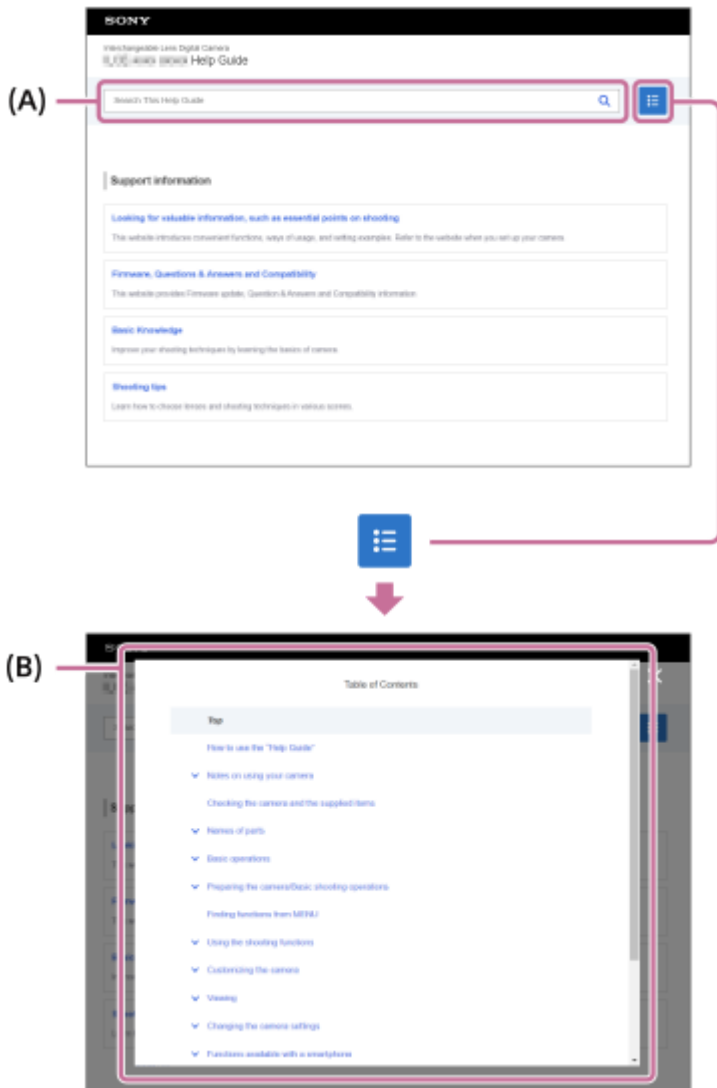 SONY
Interchangeable Lens Digital Camera
Help Guide
(A)
Search This Help Guide
Support information
Looking for valuable information, such as essential points on shooting
This website introduces convenient functions, ways of usage, and setting examples. Refer to the website when you set up your camera.
Firmware, Questions & Answers and Compatibility
This website provides Firmware update, Question & Answers and Compatibility information
Basic Knowledge
Improve your shooting techniques by learning the basics of camera.
Shooting tips
Learn how to choose lenses and shooting techniques in various scenes.
(B)
Table of Contents
Top
How to use the "Help Guide"
Notes on using your camera
Checking the camera and the supplied items
Names of parts
Basic operations
Preparing the camera/Basic shooting operations
Finding functions from MENU
Using the shooting functions
Customizing the camera
Viewing
Changing the camera settings
Functions available with a smartphone